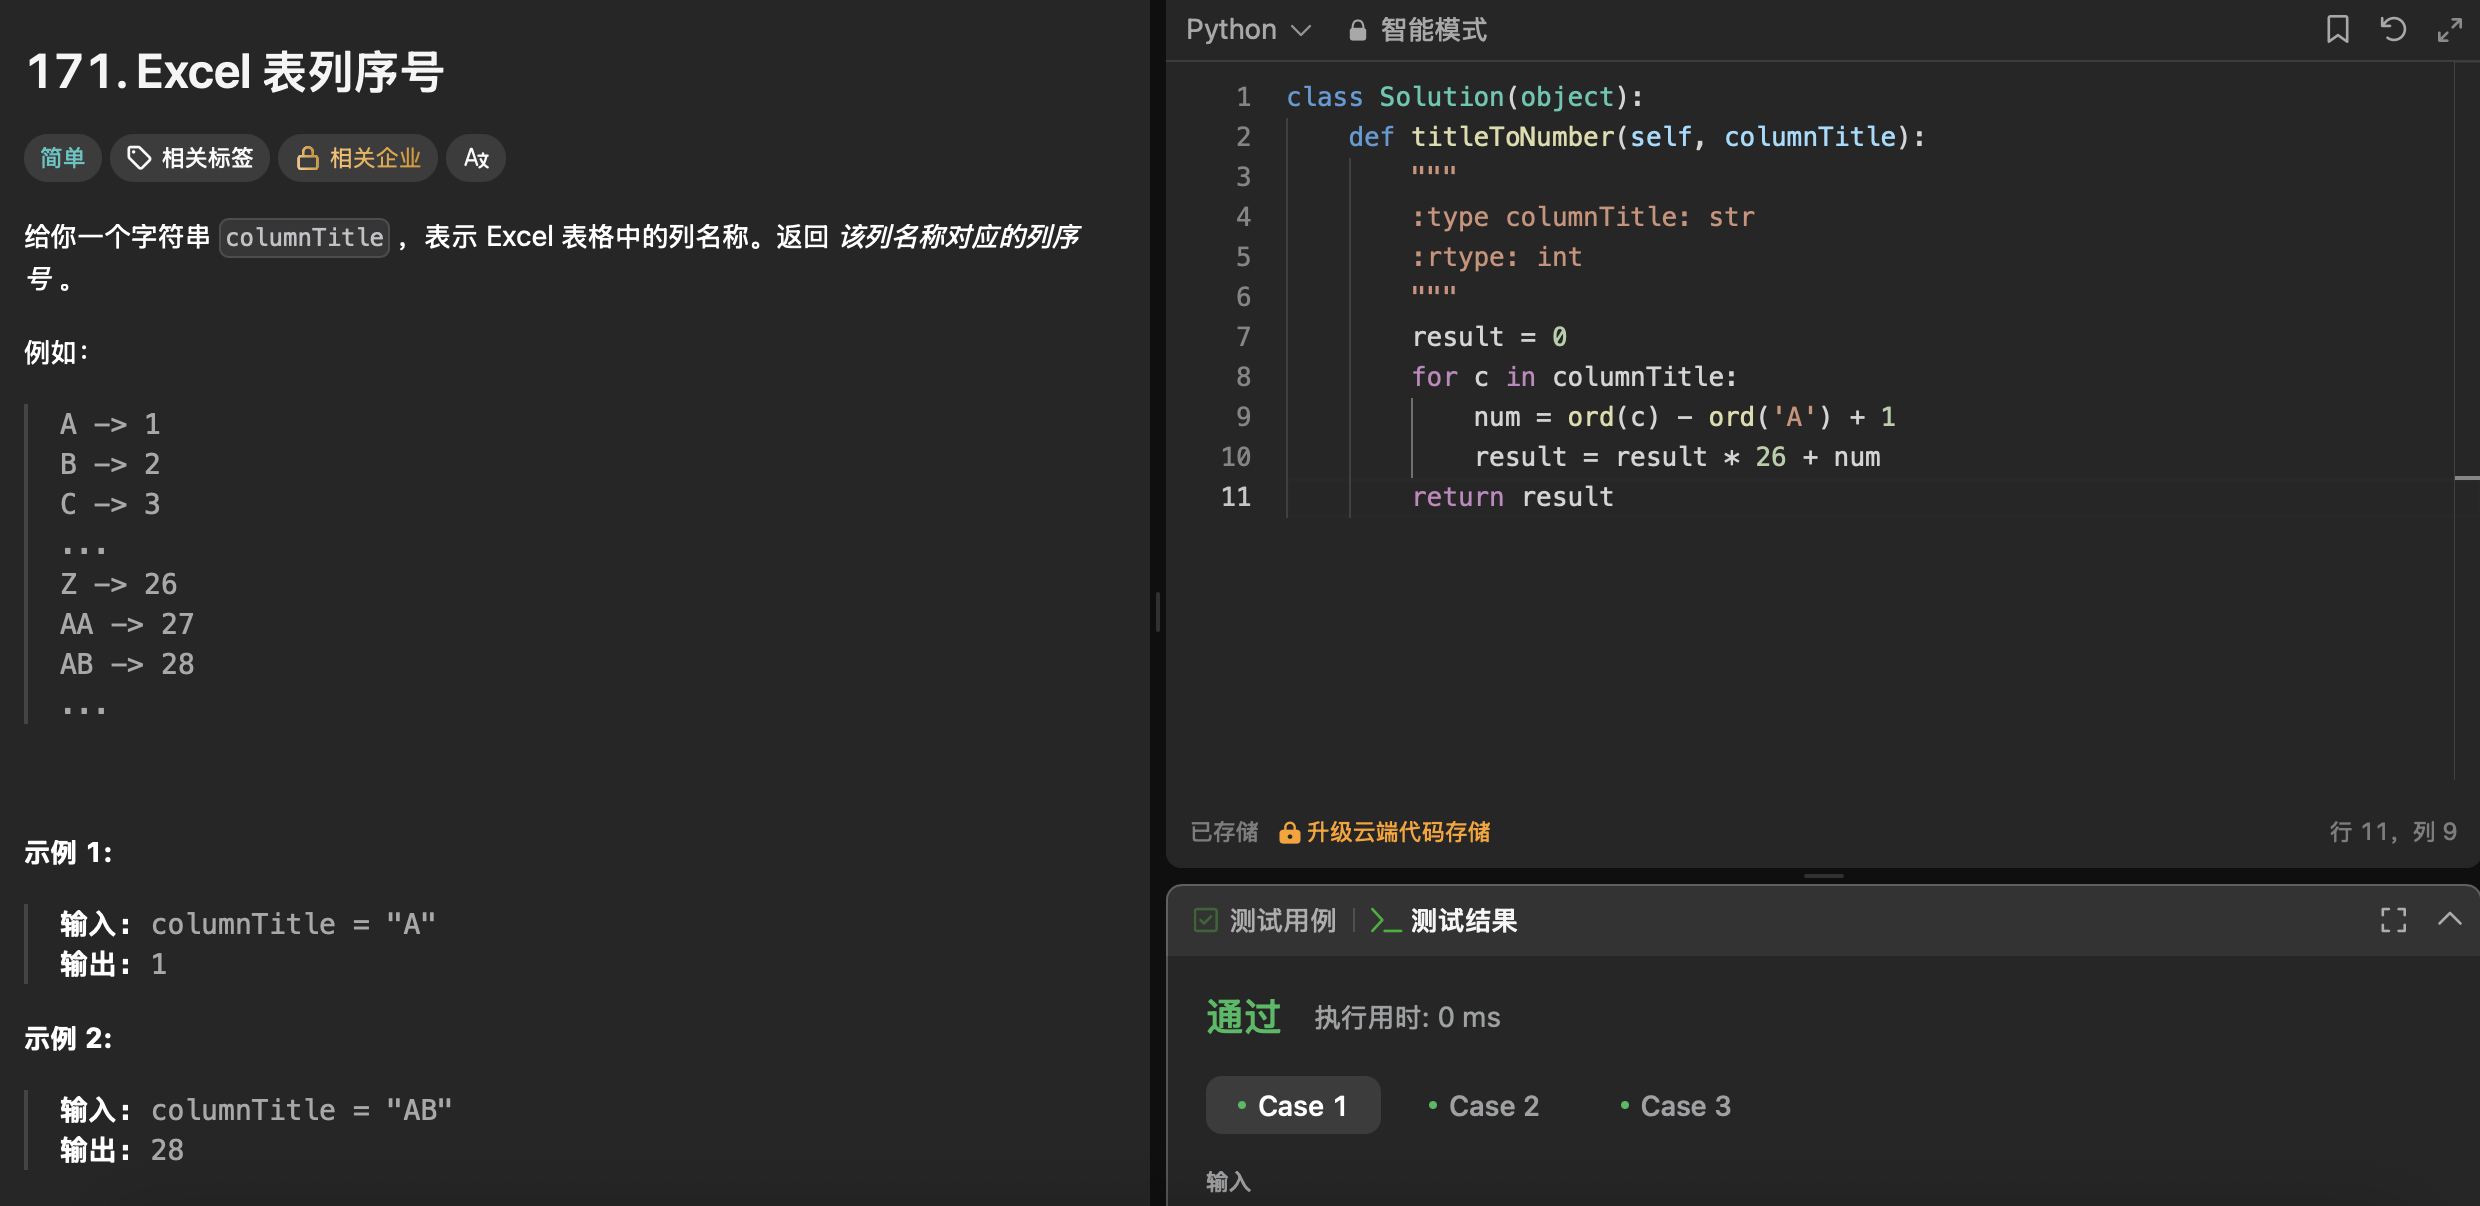 171. Excel 表列序号
简单 相关标签 相关企业 A文
给你一个字符串 columnTitle ，表示 Excel 表格中的列名称。返回 该列名称对应的列序
号 。
例如：
A -> 1
B -> 2
C -> 3
...
Z -> 26
AA -> 27
AB -> 28
...
示例 1:
输入: columnTitle = "A"
输出: 1
示例 2:
输入: columnTitle = "AB"
输出: 28
Python 智能模式
1 class Solution(object):
2     def titleToNumber(self, columnTitle):
3         """
4         :type columnTitle: str
5         :rtype: int
6         """
7         result = 0
8         for c in columnTitle:
9             num = ord(c) - ord('A') + 1
10             result = result * 26 + num
11         return result
已存储 升级云端代码存储 行 11, 列 9
测试用例 | >_ 测试结果
通过 执行用时: 0 ms
• Case 1 • Case 2 • Case 3
输入